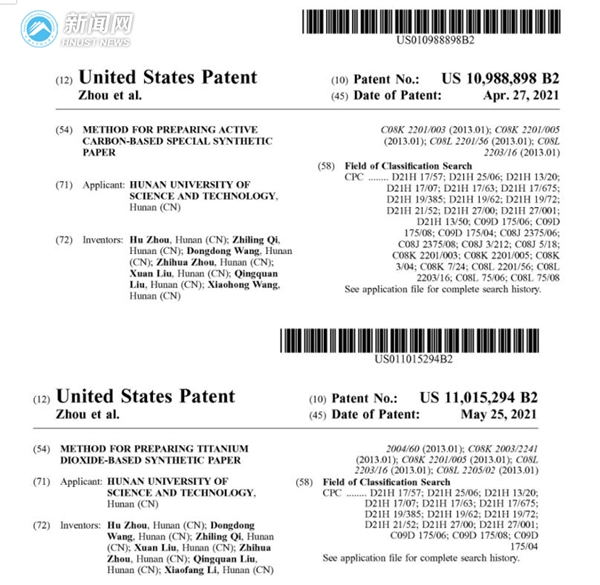 新闻网
HNUST NEWS
US010988898B2
(12) United States Patent
Zhou et al.
(10) Patent No.: US 10,988,898 B2
(45) Date of Patent: Apr. 27, 2021
(54) METHOD FOR PREPARING ACTIVE
CARBON-BASED SPECIAL SYNTHETIC
PAPER
(71) Applicant: HUNAN UNIVERSITY OF
SCIENCE AND TECHNOLOGY,
Hunan (CN)
(72) Inventors: Hu Zhou, Hunan (CN); Zhiling Qi,
Hunan (CN); Dongdong Wang, Hunan
(CN); Zhihua Zhou, Hunan (CN);
Xuan Liu, Hunan (CN); Qingquan
Liu, Hunan (CN); Xiaohong Wang,
Hunan (CN)
C08K 2201/003 (2013.01); C08K 2201/005
(2013.01); C08L 2201/56 (2013.01); C08L
2203/16 (2013.01)
(58) Field of Classification Search
CPC ........ D21H 17/57; D21H 25/06; D21H 13/20;
D21H 17/07; D21H 17/63; D21H 17/675;
D21H 19/385; D21H 19/62; D21H 19/72;
D21H 21/52; D21H 27/00; D21H 27/001;
D21H 13/50; C09D 175/06; C09D
175/08; C09D 175/04; C08J 2375/06;
C08J 2375/08; C08J 3/212; C08J 5/18;
C08K 2201/003; C08K 2201/005; C08K
3/04; C08K 7/24; C08L 2201/56; C08L
2203/16; C08L 75/06; C08L 75/08
See application file for complete search history.
US011015294B2
(12) United States Patent
Zhou et al.
(10) Patent No.: US 11,015,294 B2
(45) Date of Patent: May 25, 2021
(54) METHOD FOR PREPARING TITANIUM
DIOXIDE-BASED SYNTHETIC PAPER
(71) Applicant: HUNAN UNIVERSITY OF
SCIENCE AND TECHNOLOGY,
Hunan (CN)
(72) Inventors: Hu Zhou, Hunan (CN); Dongdong
Wang, Hunan (CN); Zhiling Qi, Hunan
(CN); Xuan Liu, Hunan (CN); Zhihua
Zhou, Hunan (CN); Qingquan Liu,
Hunan (CN); Xiaofang Li, Hunan (CN)
2004/60 (2013.01); C08K 2003/2241
(2013.01); C08K 2201/005 (2013.01); C08L
2203/16 (2013.01); C08L 2205/02 (2013.01)
(58) Field of Classification Search
CPC ........ D21H 17/57; D21H 25/06; D21H 13/20;
D21H 17/07; D21H 17/63; D21H 17/675;
D21H 19/385; D21H 19/62; D21H 19/72;
D21H 21/52; D21H 27/00; D21H 27/001;
C09D 175/06; C09D 175/08; C09D
175/04
See application file for complete search history.